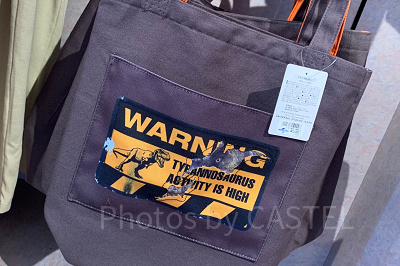 WARNING
TYRANNOSAURUS
ACTIVITY IS HIGH
Photos by CASTEL